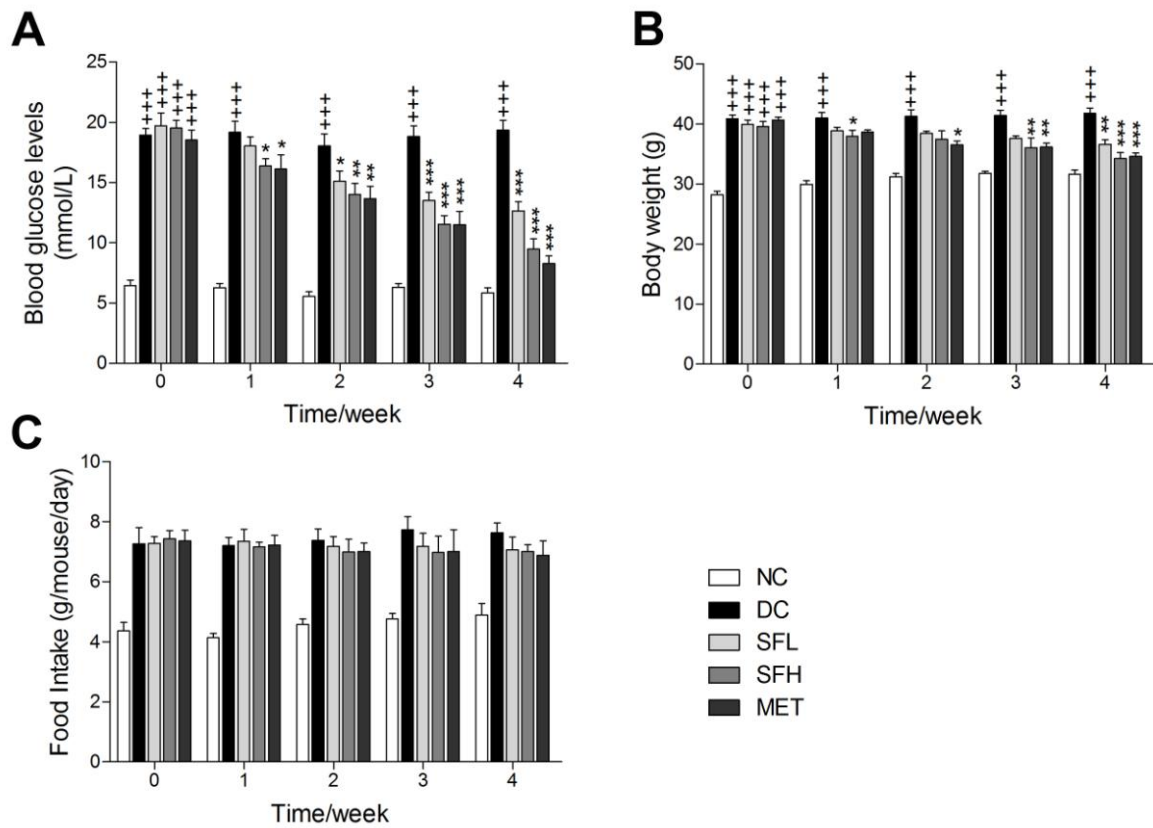 A
Blood glucose levels
(mmol/L)
25
20
15
10
5
0
+++ +++ +++ +++
+++ * *
+++ * ** **
+++ *** *** ***
+++ *** *** ***
0 1 2 3 4
Time/week
B
Body weight (g)
50
40
30
20
10
0
+++ +++ +++ +++
+++ *
+++ *
+++ ** **
+++ ** *** ***
0 1 2 3 4
Time/week
C
Food Intake (g/mouse/day)
10
8
6
4
2
0
0 1 2 3 4
Time/week
NC
DC
SFL
SFH
MET